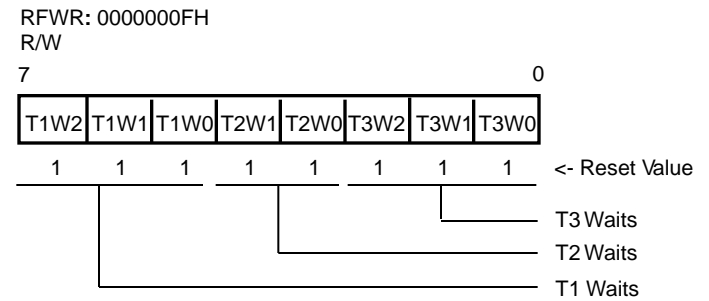 RFWR: 0000000FH
R/W
7 0
T1W2 T1W1 T1W0 T2W1 T2W0 T3W2 T3W1 T3W0
1 1 1 1 1 1 1 1 <- Reset Value
T3 Waits
T2 Waits
T1 Waits